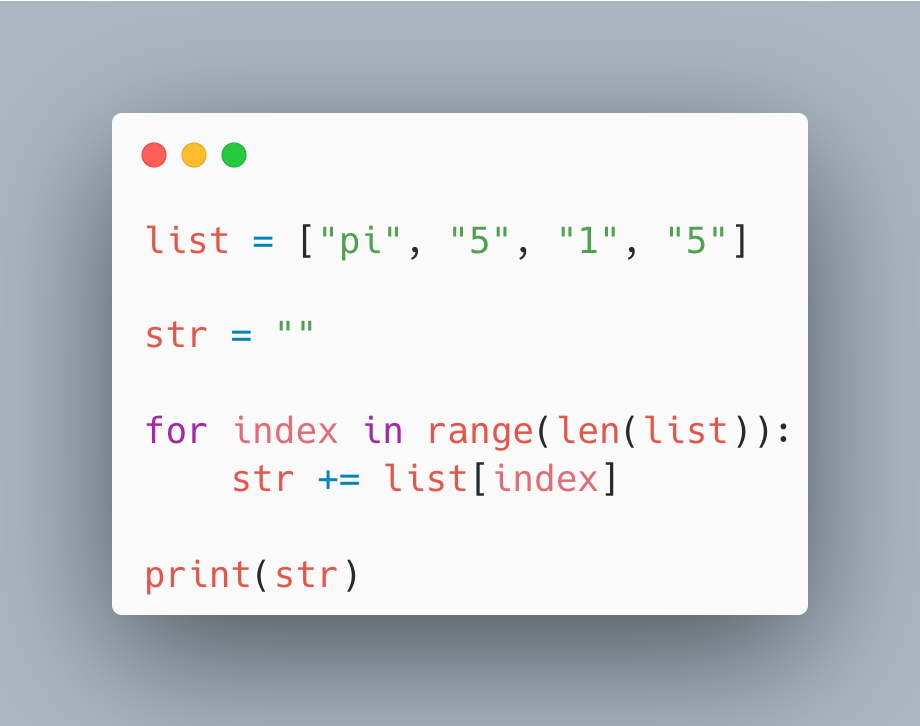 list = ["pi", "5", "1", "5"]
str = ""
for index in range(len(list)):
    str += list[index]
print(str)